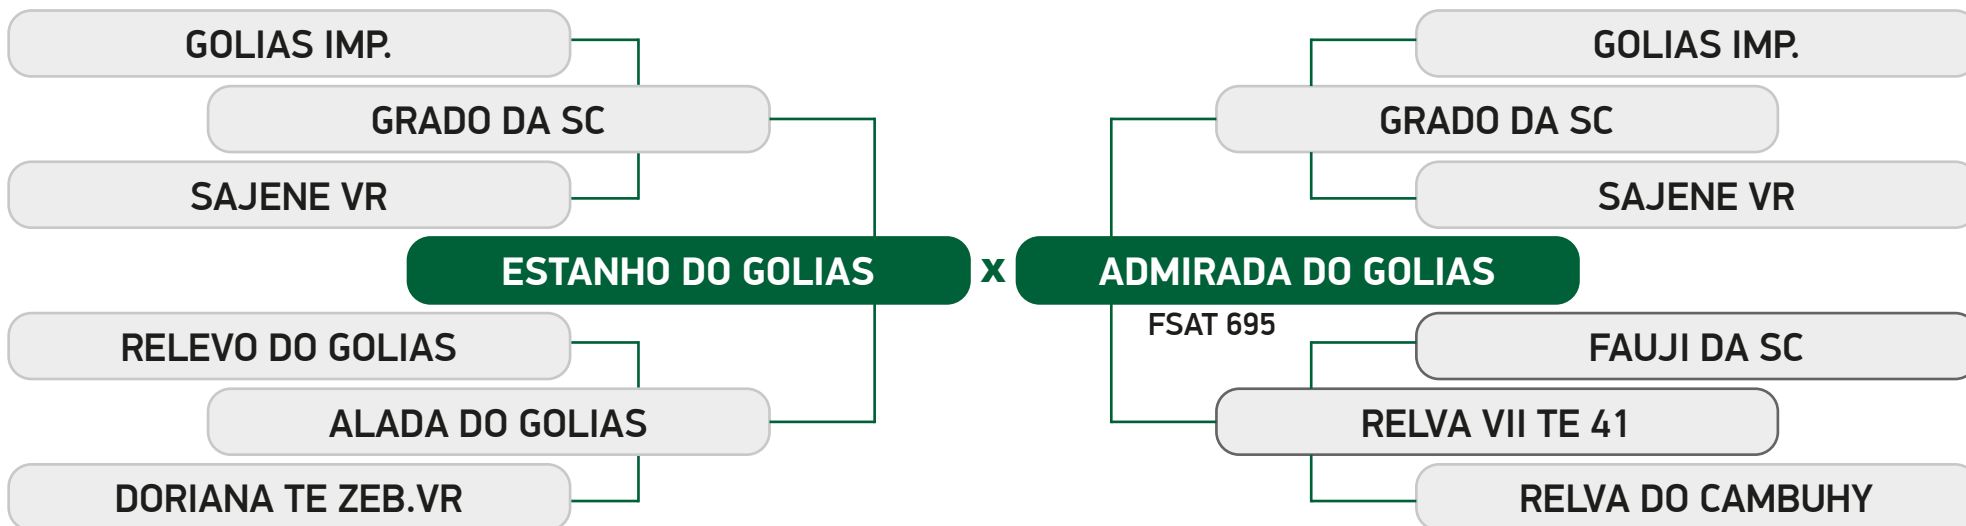 GOLIAS IMP.
GOLIAS IMP.
GRADO DA SC
GRADO DA SC
SAJENE VR
SAJENE VR
ESTANHO DO GOLIAS x ADMIRADA DO GOLIAS
FSAT 695
RELEVO DO GOLIAS
FAUJI DA SC
ALADA DO GOLIAS
RELVA VII TE 41
DORIANA TE ZEB.VR
RELVA DO CAMBUHY